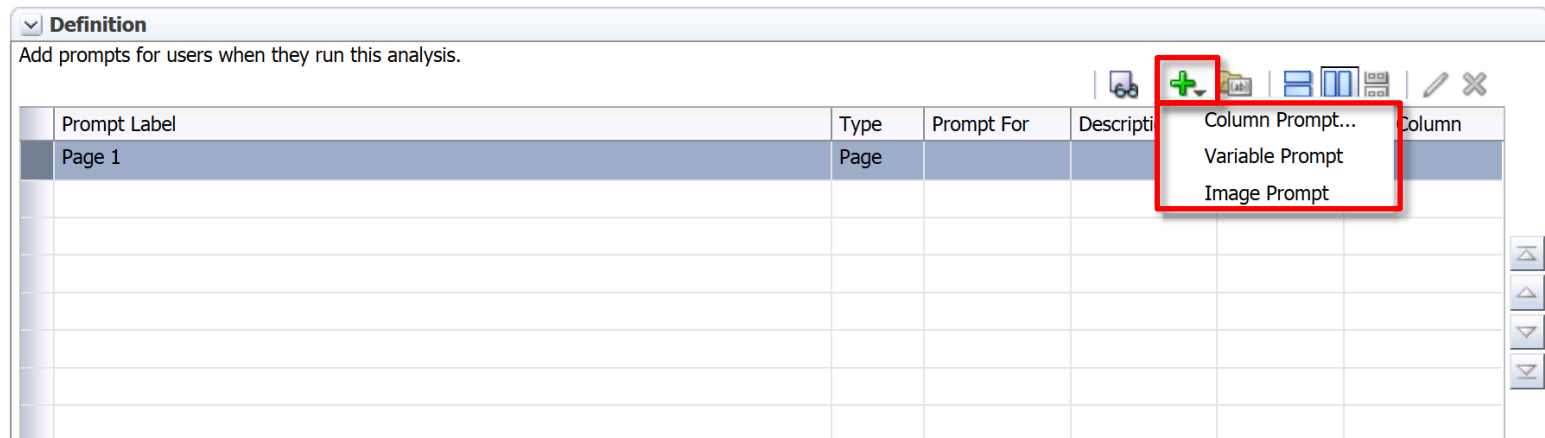 Definition
Add prompts for users when they run this analysis.
Prompt Label Type Prompt For Descripti Column
Column Prompt...
Page 1 Page
Variable Prompt
Image Prompt